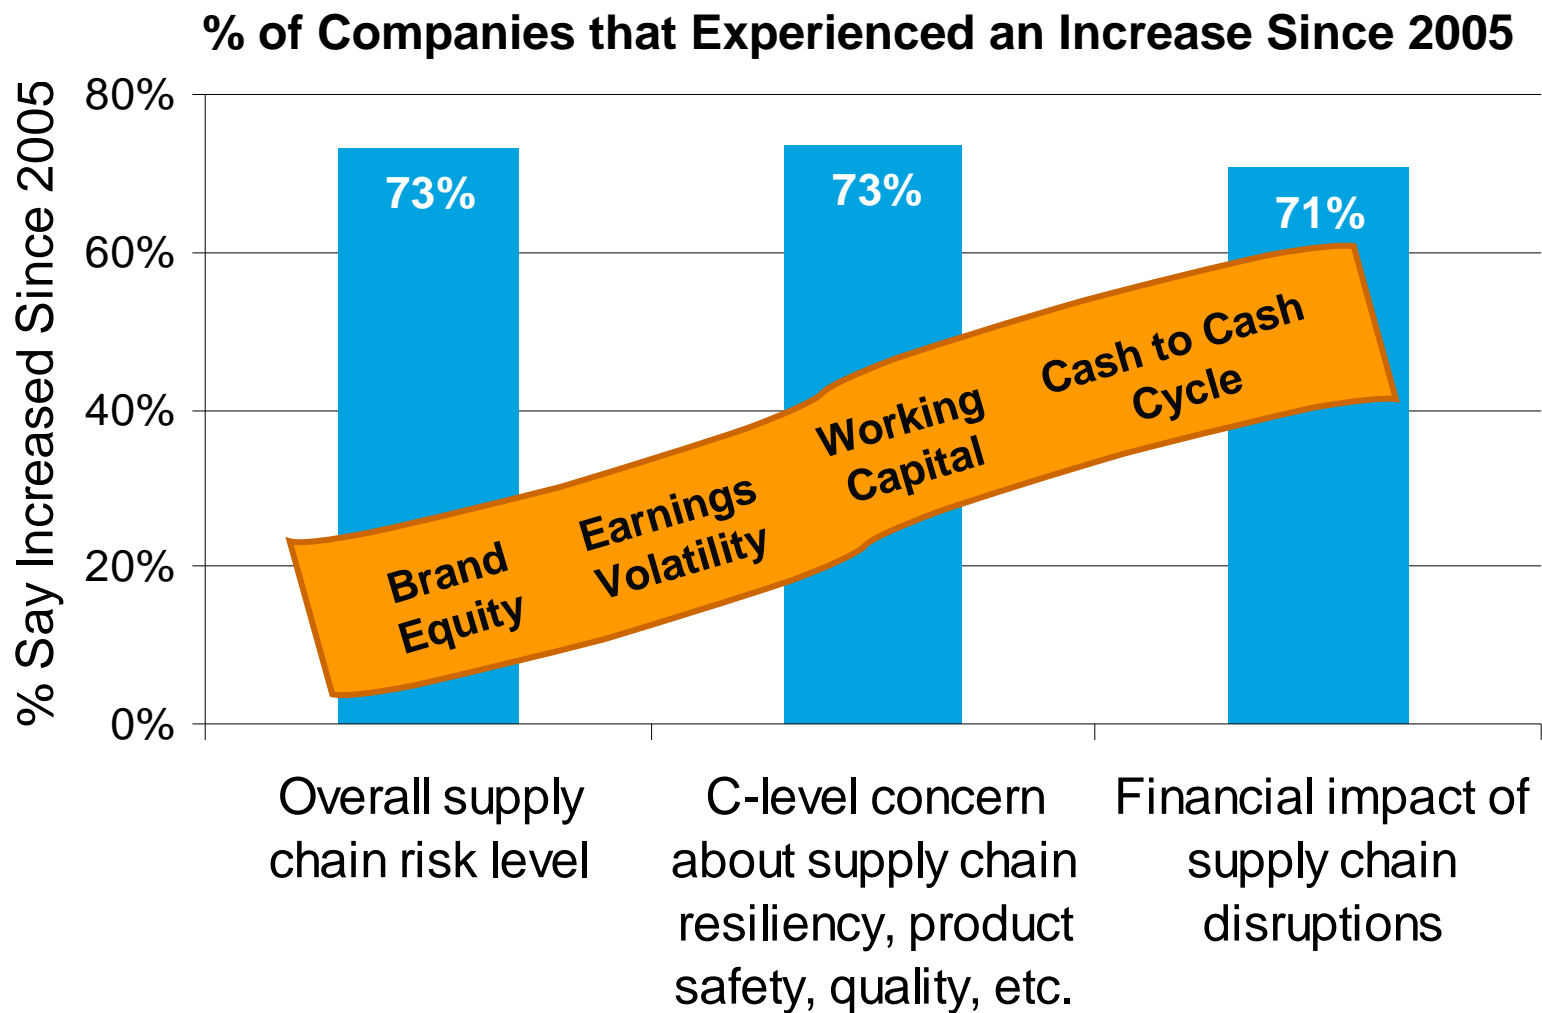 % of Companies that Experienced an Increase Since 2005
% Say Increased Since 2005
80%
60%
40%
20%
0%
73%
73%
71%
Brand
Equity
Earnings
Volatility
Working
Capital
Cash to Cash
Cycle
Overall supply
chain risk level
C-level concern
about supply chain
resiliency, product
safety, quality, etc.
Financial impact of
supply chain
disruptions